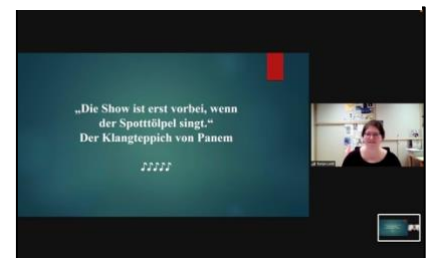 „Die Show ist erst vorbei, wenn
der Spotttölpel singt.“
Der Klangteppich von Panem
♪♪♪♪♪